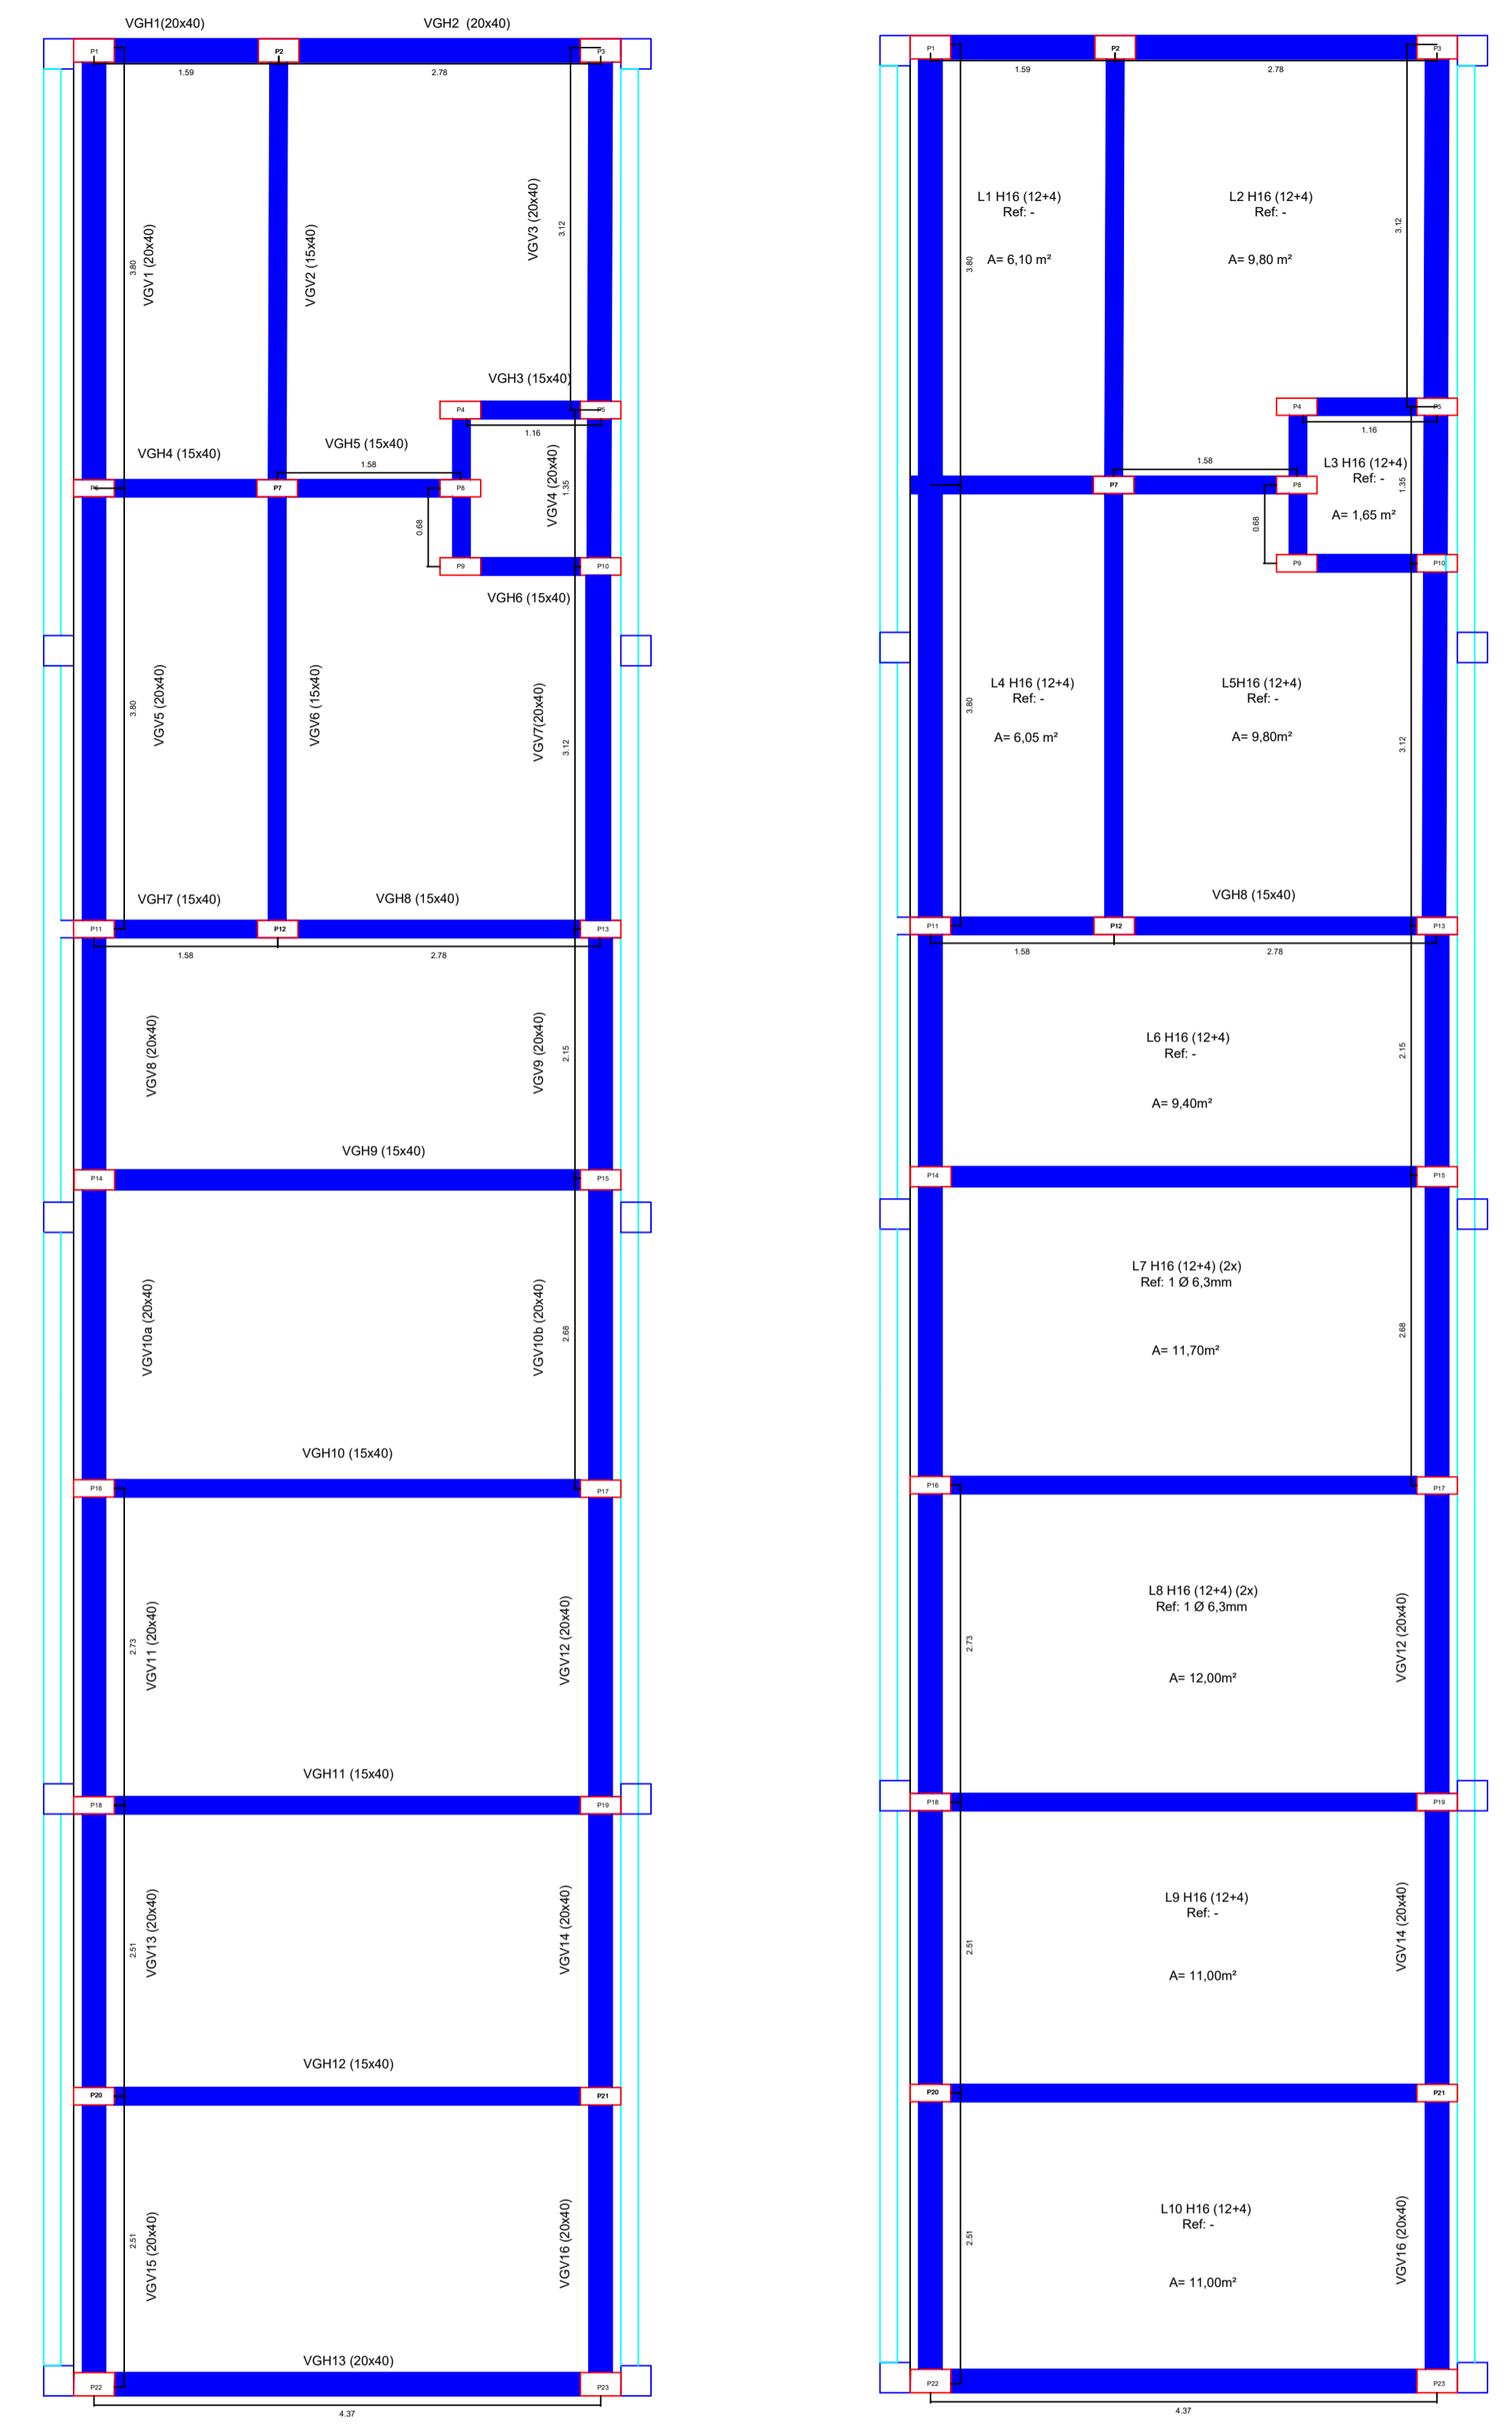 VGH1(20x40)
VGH2 (20x40)
P1
P2
P3
1.59
2.78
VGV1 (20x40)
3.80
VGV2 (15x40)
VGV3 (20x40)
3.12
VGH3 (15x40)
P4
P5
1.16
VGH4 (15x40)
VGH5 (15x40)
1.58
VGV4 (20x40)
1.35
P6
P7
P8
0.68
P9
P10
VGH6 (15x40)
3.80
VGV5 (20x40)
VGV6 (15x40)
VGV7(20x40)
3.12
VGH7 (15x40)
VGH8 (15x40)
P11
P12
P13
1.58
2.78
VGV8 (20x40)
VGV9 (20x40)
2.15
VGH9 (15x40)
P14
P15
VGV10a (20x40)
VGV10b (20x40)
2.68
VGH10 (15x40)
P16
P17
2.73
VGV11 (20x40)
VGV12 (20x40)
VGH11 (15x40)
P18
P19
2.51
VGV13 (20x40)
VGV14 (20x40)
VGH12 (15x40)
P20
P21
2.51
VGV15 (20x40)
VGV16 (20x40)
VGH13 (20x40)
P22
P23
4.37
P1
P2
P3
1.59
2.78
L1 H16 (12+4)
Ref: -
A= 6,10 m²
L2 H16 (12+4)
Ref: -
A= 9,80 m²
3.80
3.12
P4
P5
1.16
1.58
L3 H16 (12+4)
Ref: -
1.35
A= 1,65 m²
P7
P8
0.68
P9
P10
L4 H16 (12+4)
Ref: -
A= 6,05 m²
L5H16 (12+4)
Ref: -
A= 9,80m²
3.80
3.12
VGH8 (15x40)
P11
P12
P13
1.58
2.78
L6 H16 (12+4)
Ref: -
A= 9,40m²
2.15
P14
P15
L7 H16 (12+4) (2x)
Ref: 1 Ø 6,3mm
A= 11,70m²
2.68
P16
P17
L8 H16 (12+4) (2x)
Ref: 1 Ø 6,3mm
A= 12,00m²
2.73
VGV12 (20x40)
P18
P19
L9 H16 (12+4)
Ref: -
A= 11,00m²
2.51
VGV14 (20x40)
P20
P21
L10 H16 (12+4)
Ref: -
A= 11,00m²
2.51
VGV16 (20x40)
P22
P23
4.37